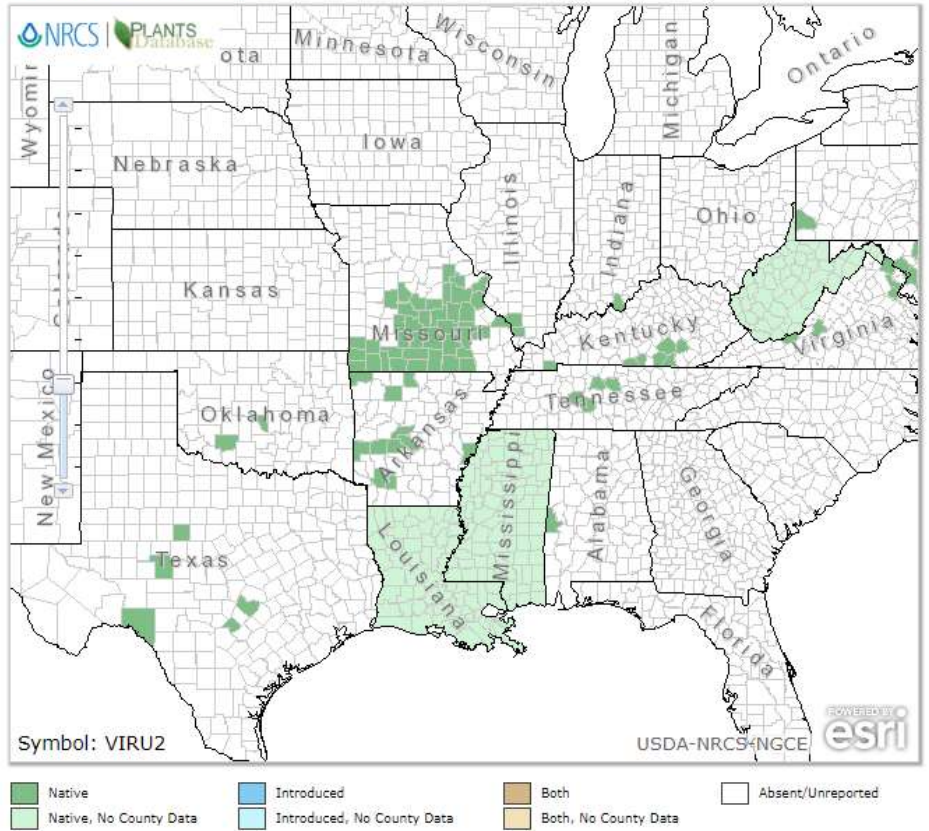 NRCS | PLANTS
Database
ota
Minnesota
Wisconsin
Michigan
Ontario
Wyomin
Iowa
Nebraska
Illinois
Indiana
Ohio
Kansas
Missouri
Kentucky
Virginia
New Mexico
Oklahoma
Arkansas
Tennessee
Mississippi
Alabama
Georgia
Texas
Louisiana
Florida
POWERED BY
esri
Symbol: VIRU2
USDA-NRCS-NGCE
Native
Introduced
Both
Absent/Unreported
Native, No County Data
Introduced, No County Data
Both, No County Data